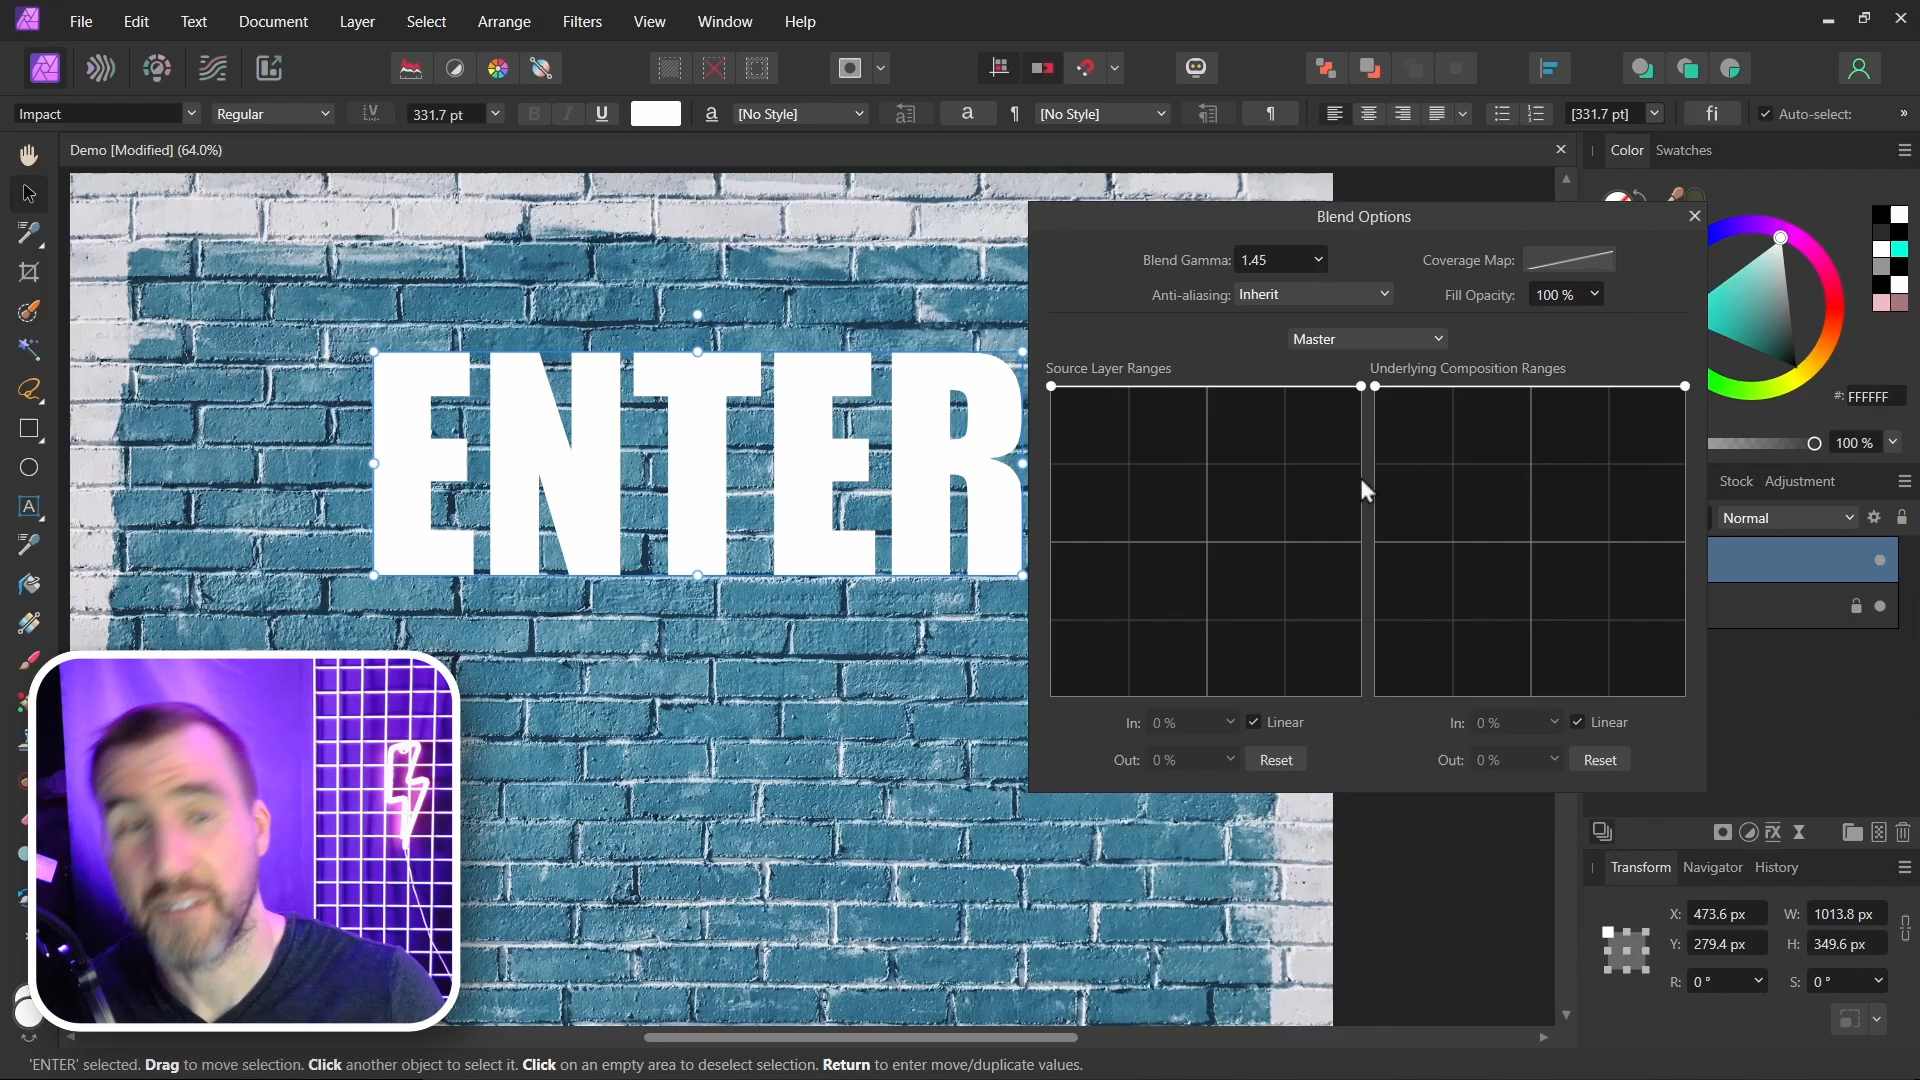 File Edit Text Document Layer Select Arrange Filters View Window Help
Impact Regular 331.7 pt B I U a [No Style] a ¶ [No Style] ¶ [331.7 pt] fi Auto-select: »
Demo [Modified] (64.0%)
Color Swatches
Blend Options
Blend Gamma: 1.45 Coverage Map:
Anti-aliasing: Inherit Fill Opacity: 100 %
Master
Source Layer Ranges Underlying Composition Ranges
#: FFFFFF
100 %
Stock Adjustment
Normal
ENTER
In: 0 % Linear In: 0 % Linear
Out: 0 % Reset Out: 0 % Reset
Transform Navigator History
X: 473.6 px W: 1013.8 px
Y: 279.4 px H: 349.6 px
R: 0 ° S: 0 °
'ENTER' selected. Drag to move selection. Click another object to select it. Click on an empty area to deselect selection. Return to enter move/duplicate values.